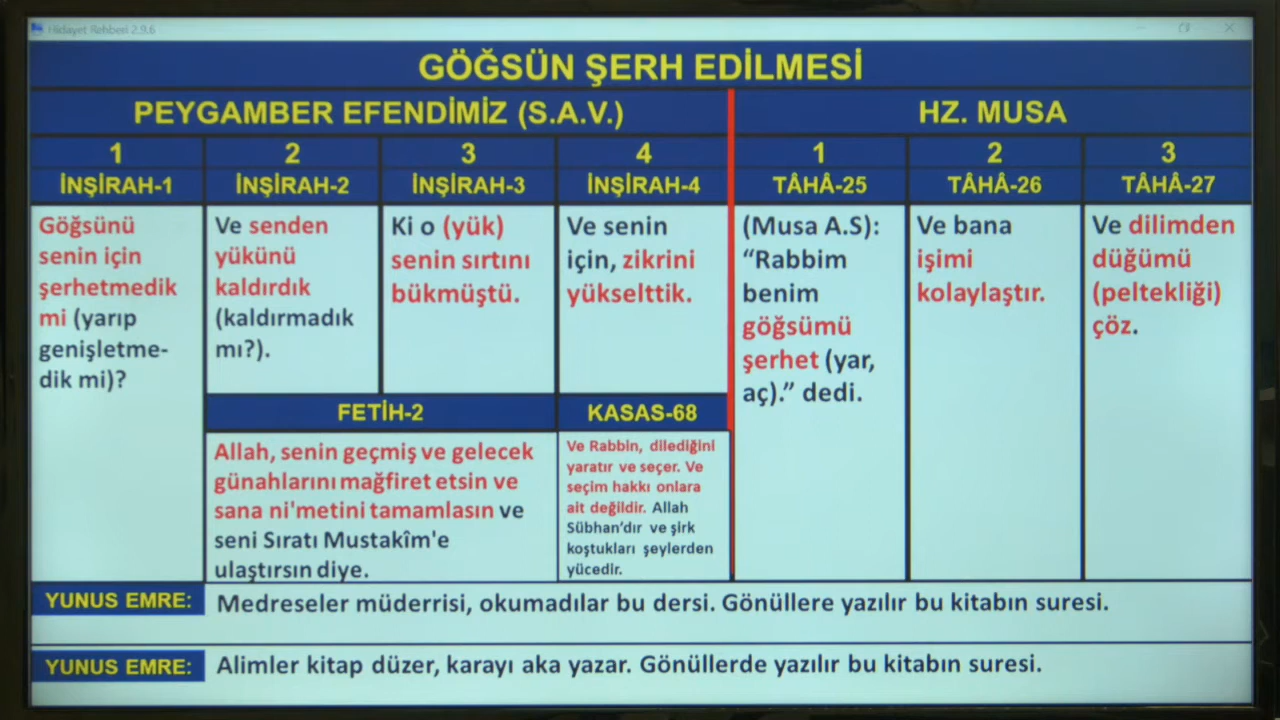 Hidayet Rehberi 2.9.6
GÖĞSÜN ŞERH EDİLMESİ
PEYGAMBER EFENDİMİZ (S.A.V.)
HZ. MUSA
1
2
3
4
1
2
3
İNŞİRAH-1
İNŞİRAH-2
İNŞİRAH-3
İNŞİRAH-4
TÂHÂ-25
TÂHÂ-26
TÂHÂ-27
Göğsünü
senin için
şerhetmedik
mi (yarıp
genişletme-
dik mi)?
Ve senden
yükünü
kaldırdık
(kaldırmadık
mı?).
Ki o (yük)
senin sırtını
bükmüştü.
Ve senin
için, zikrini
yükselttik.
(Musa A.S):
“Rabbim
benim
göğsümü
şerhet (yar,
aç).” dedi.
Ve bana
işimi
kolaylaştır.
Ve dilimden
düğümü
(peltekliği)
çöz.
FETİH-2
Allah, senin geçmiş ve gelecek
günahlarını mağfiret etsin ve
sana ni'metini tamamlasın ve
seni Sıratı Mustakîm'e
ulaştırsın diye.
KASAS-68
Ve Rabbin, dilediğini
yaratır ve seçer. Ve
seçim hakkı onlara
ait değildir. Allah
Sübhan’dır ve şirk
koştukları şeylerden
yücedir.
YUNUS EMRE: Medreseler müderrisi, okumadılar bu dersi. Gönüllere yazılır bu kitabın suresi.
YUNUS EMRE: Alimler kitap düzer, karayı aka yazar. Gönüllerde yazılır bu kitabın suresi.